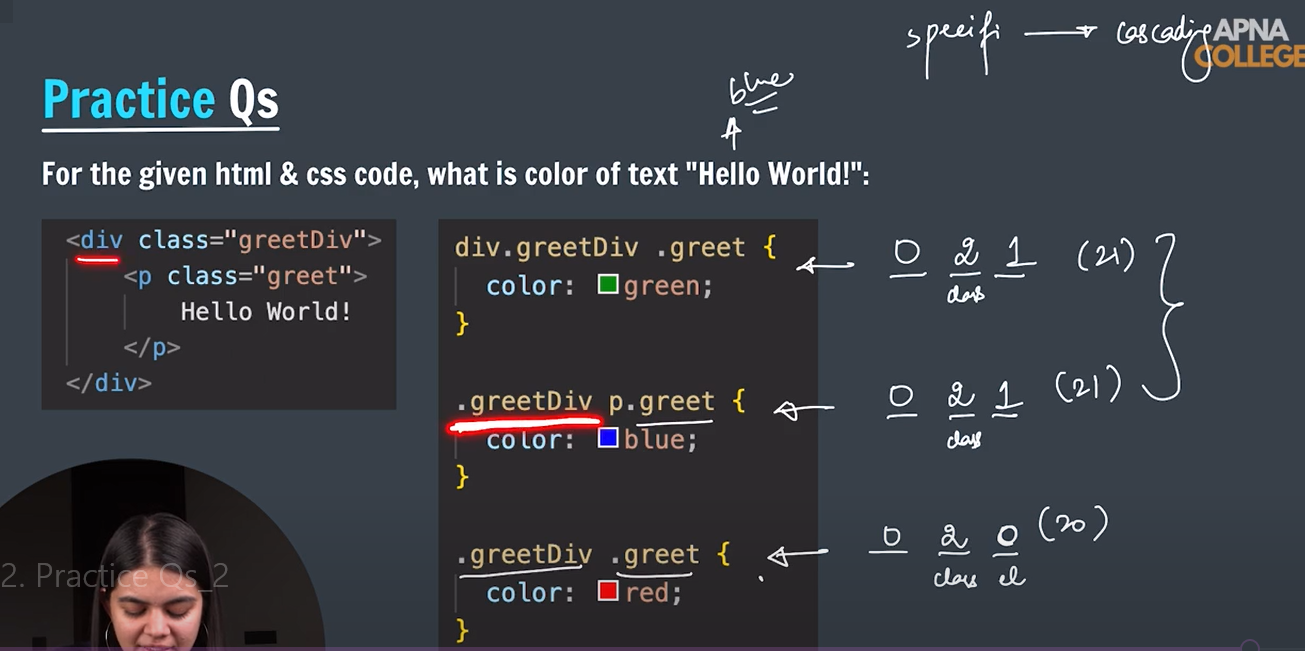 specifi → cascading
APNA
COLLEGE
blue
Practice Qs
For the given html & css code, what is color of text "Hello World!":
<div class="greetDiv">
<p class="greet">
Hello World!
</p>
</div>
div.greetDiv .greet {
color: green;
}
0 2 1 (21)
class
.greetDiv p.greet {
color: blue;
}
0 2 1 (21)
class
.greetDiv .greet {
color: red;
}
0 2 0 (20)
class el
2. Practice Qs_2